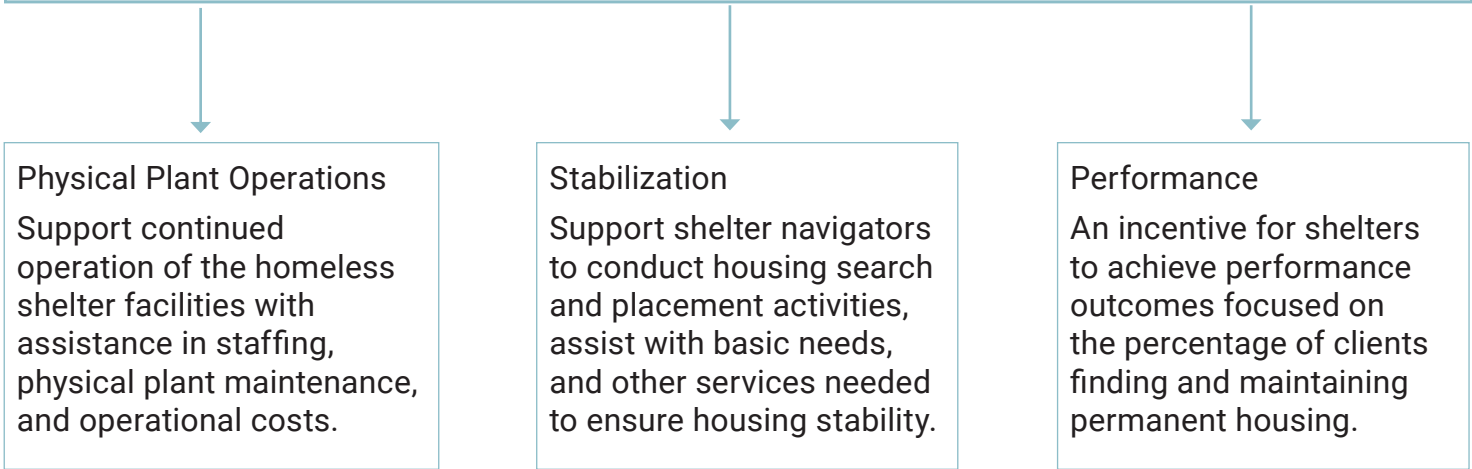 Physical Plant Operations
Support continued
operation of the homeless
shelter facilities with
assistance in staffing,
physical plant maintenance,
and operational costs.
Stabilization
Support shelter navigators
to conduct housing search
and placement activities,
assist with basic needs,
and other services needed
to ensure housing stability.
Performance
An incentive for shelters
to achieve performance
outcomes focused on
the percentage of clients
finding and maintaining
permanent housing.